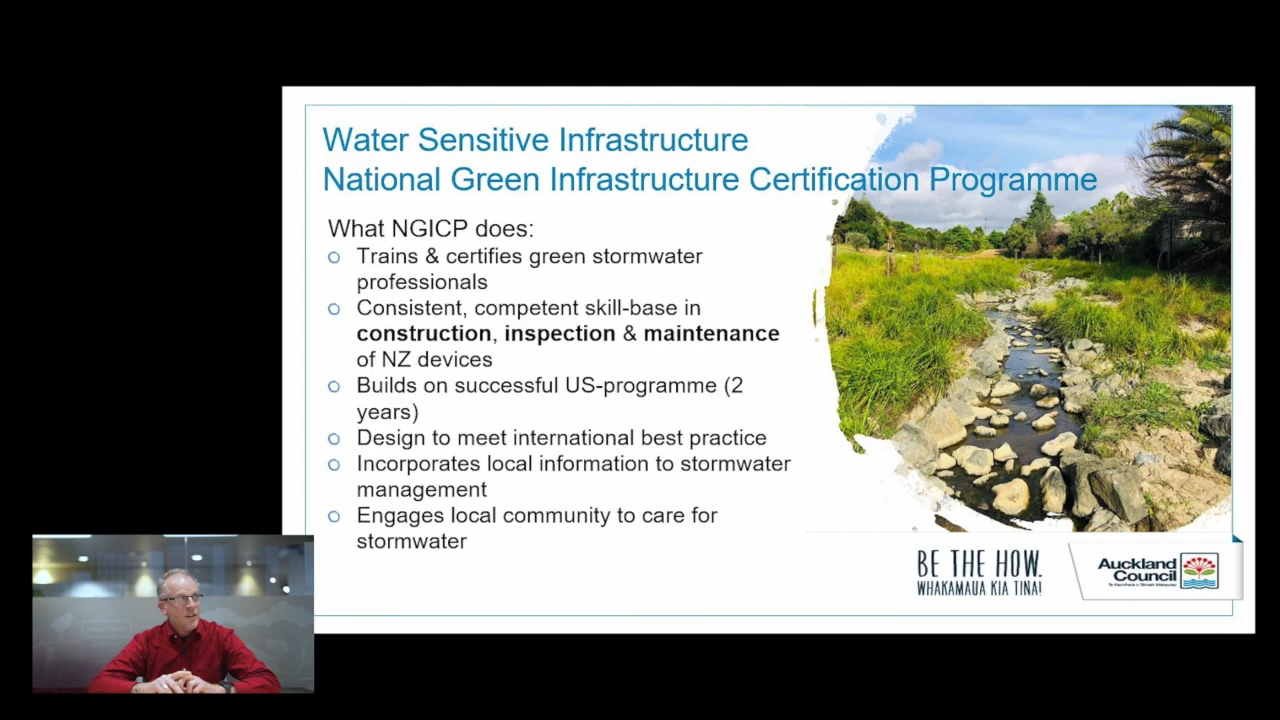 Water Sensitive Infrastructure
National Green Infrastructure Certification Programme
What NGICP does:
Trains & certifies green stormwater
professionals
Consistent, competent skill-base in
construction, inspection & maintenance
of NZ devices
Builds on successful US-programme (2
years)
Design to meet international best practice
Incorporates local information to stormwater
management
Engages local community to care for
stormwater
BE THE HOW.
WHAKAMAUA KIA TINA!
Auckland
Council